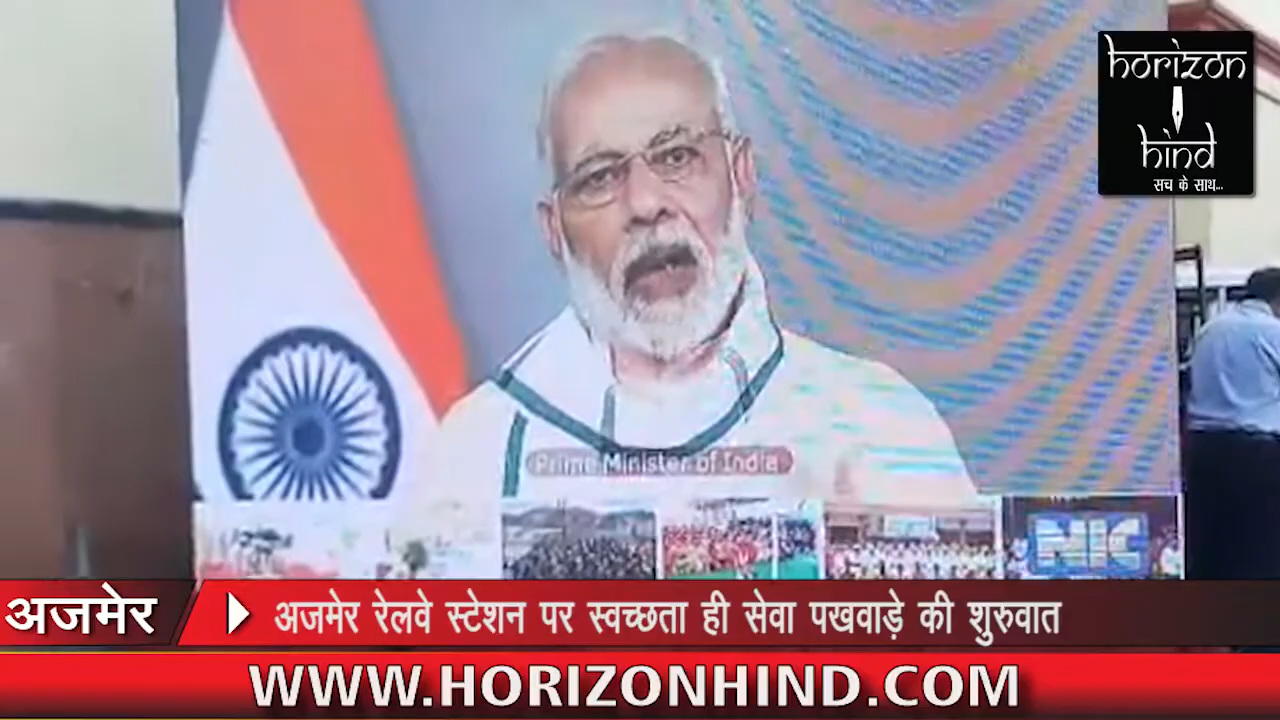 horizon
hind
सच के साथ...
Prime Minister of India
NIC
अजमेर
अजमेर रेलवे स्टेशन पर स्वच्छता ही सेवा पखवाड़े की शुरुवात
WWW.HORIZONHIND.COM